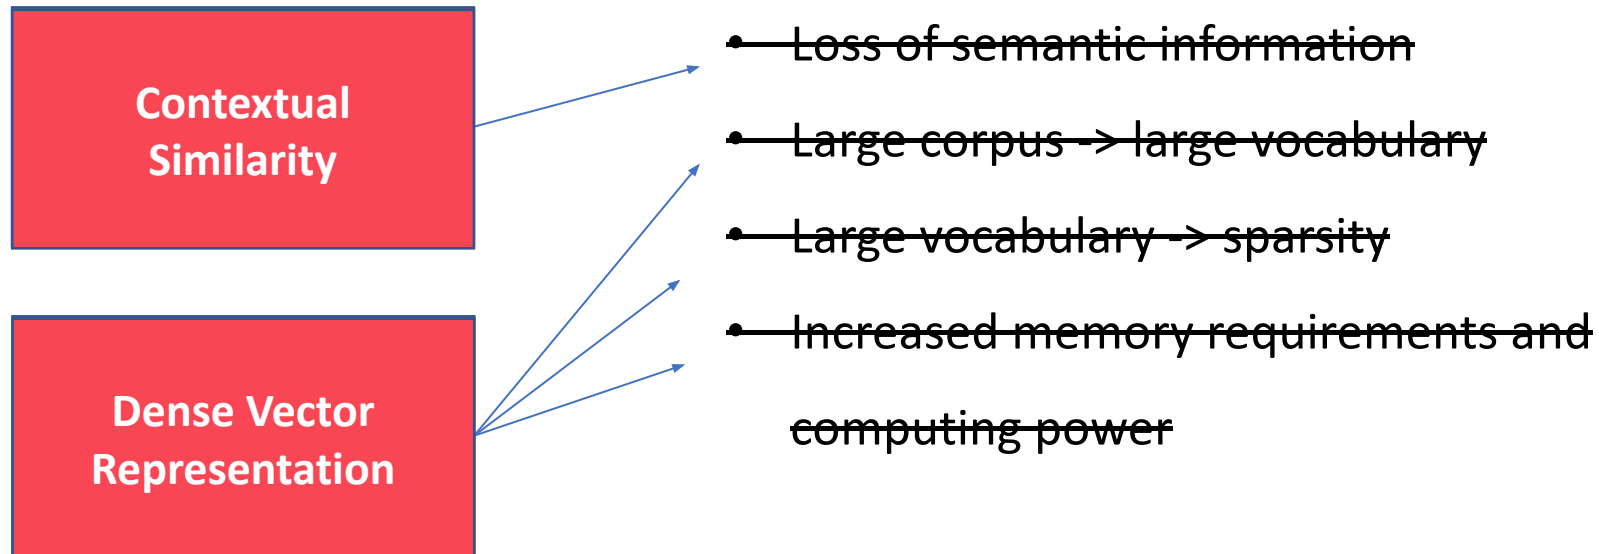 Contextual
Similarity
Dense Vector
Representation
• Loss of semantic information
• Large corpus -> large vocabulary
• Large vocabulary -> sparsity
• Increased memory requirements and
computing power